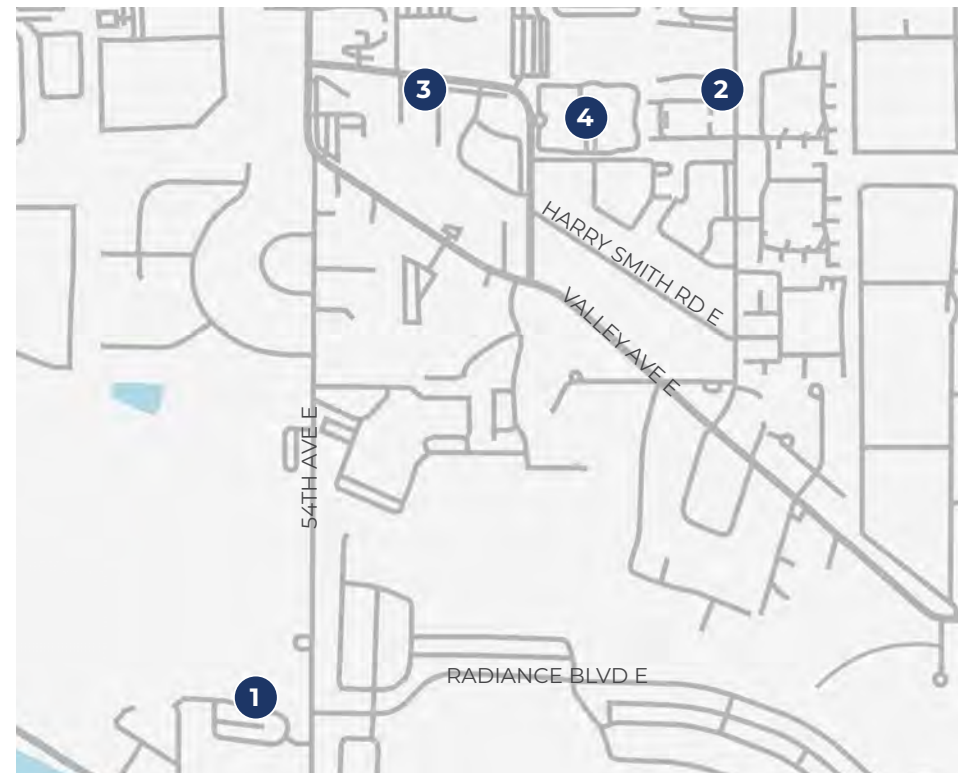 3
2
4
HARRY SMITH RD E
VALLEY AVE E
54TH AVE E
RADIANCE BLVD E
1